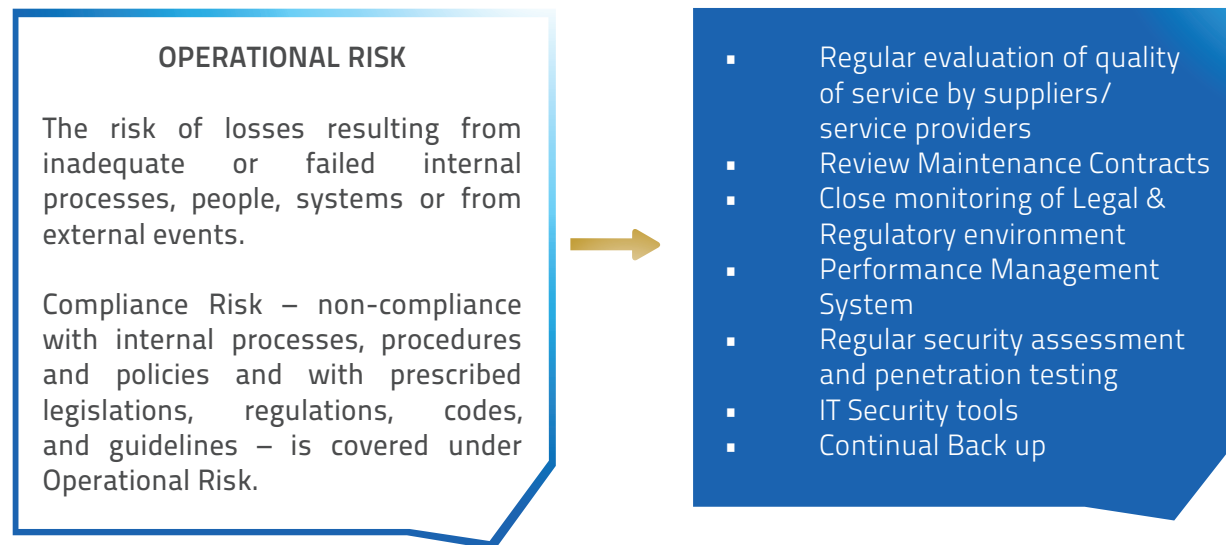 OPERATIONAL RISK
The risk of losses resulting from
inadequate or failed internal
processes, people, systems or from
external events.
Compliance Risk – non-compliance
with internal processes, procedures
and policies and with prescribed
legislations, regulations, codes,
and guidelines – is covered under
Operational Risk.
▪ Regular evaluation of quality
of service by suppliers/
service providers
▪ Review Maintenance Contracts
▪ Close monitoring of Legal &
Regulatory environment
▪ Performance Management
System
▪ Regular security assessment
and penetration testing
▪ IT Security tools
▪ Continual Back up